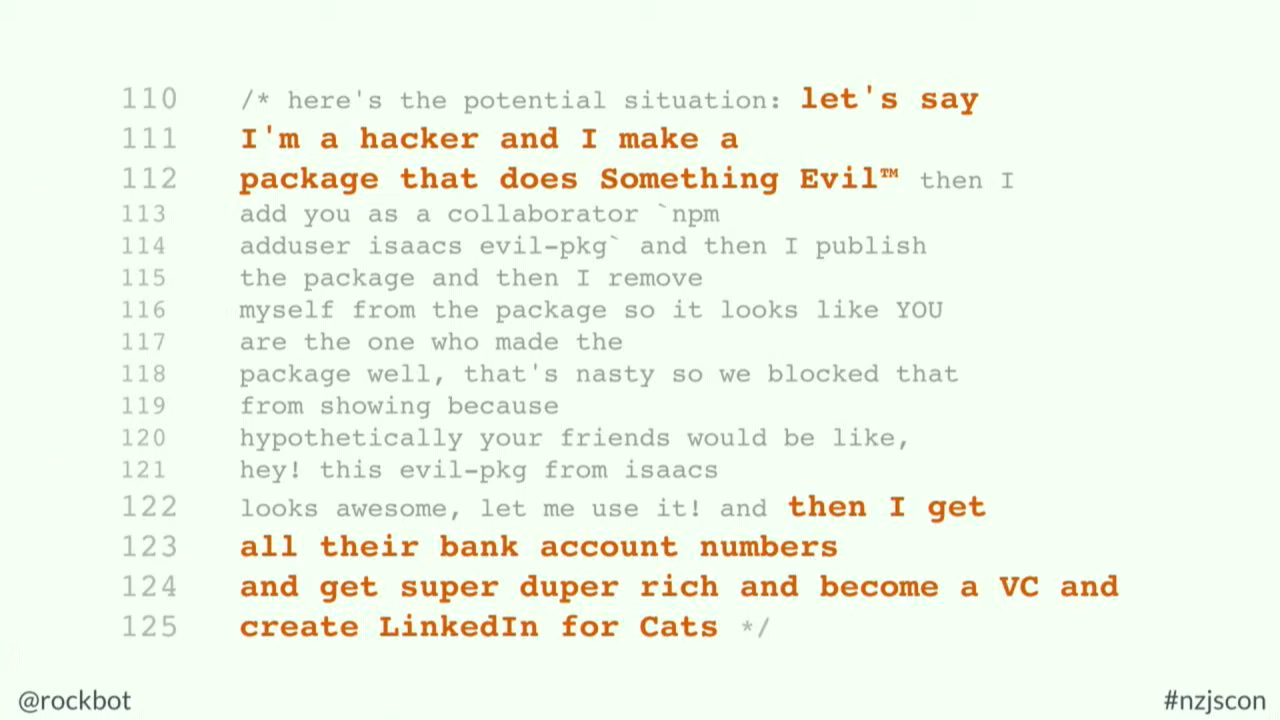 110 /* here's the potential situation: let's say
111 I'm a hacker and I make a
112 package that does Something Evil™ then I
113 add you as a collaborator `npm
114 adduser isaacs evil-pkg` and then I publish
115 the package and then I remove
116 myself from the package so it looks like YOU
117 are the one who made the
118 package well, that's nasty so we blocked that
119 from showing because
120 hypothetically your friends would be like,
121 hey! this evil-pkg from isaacs
122 looks awesome, let me use it! and then I get
123 all their bank account numbers
124 and get super duper rich and become a VC and
125 create LinkedIn for Cats */
@rockbot #nzjscon